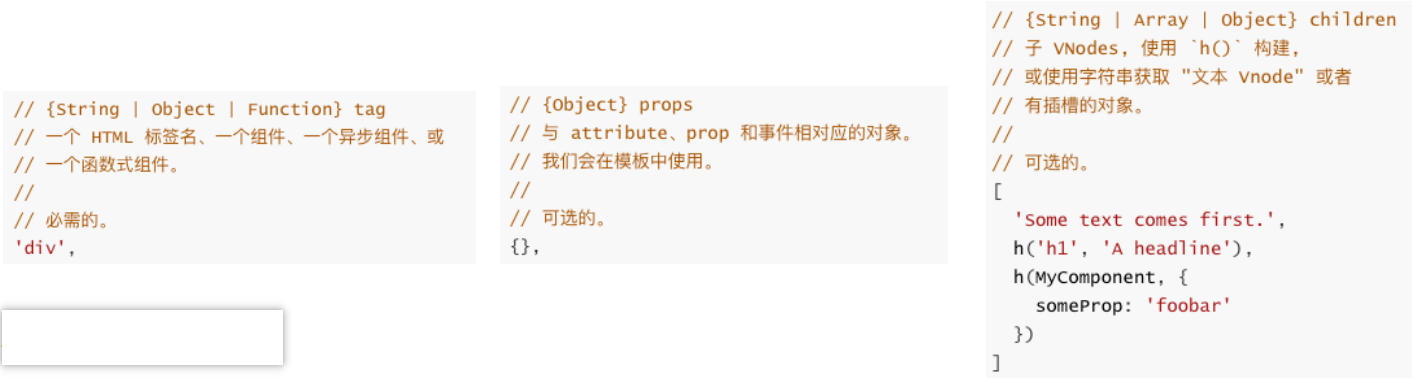 // {String | Object | Function} tag
// 一个 HTML 标签名、一个组件、一个异步组件、或
// 一个函数式组件。
//
// 必需的。
'div',
// {Object} props
// 与 attribute、prop 和事件相对应的对象。
// 我们会在模板中使用。
//
// 可选的。
{},
// {String | Array | Object} children
// 子 VNodes, 使用 `h()` 构建,
// 或使用字符串获取 "文本 Vnode" 或者
// 有插槽的对象。
//
// 可选的。
[
  'Some text comes first.',
  h('h1', 'A headline'),
  h(MyComponent, {
    someProp: 'foobar'
  })
]